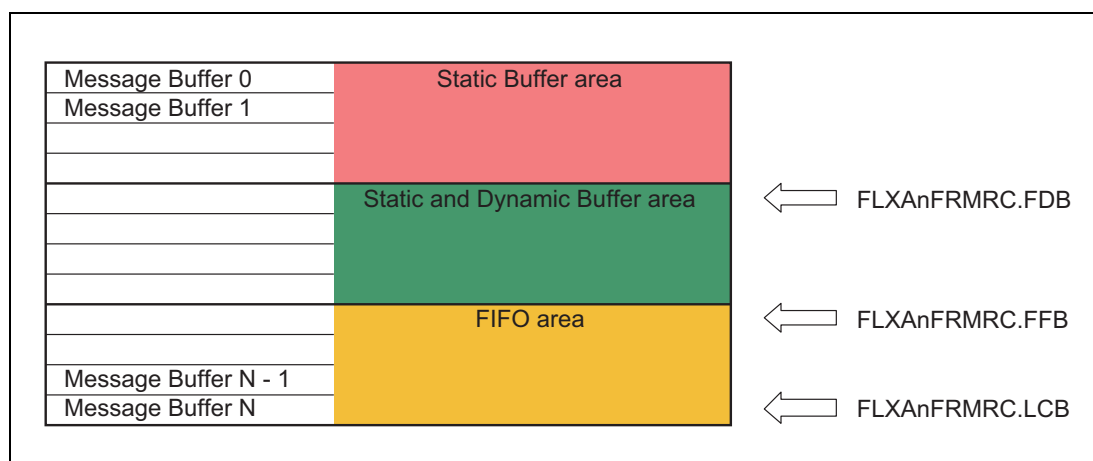 Message Buffer 0
Static Buffer area
Message Buffer 1
Static and Dynamic Buffer area
FLXAnFRMRC.FDB
FIFO area
FLXAnFRMRC.FFB
Message Buffer N - 1
Message Buffer N
FLXAnFRMRC.LCB